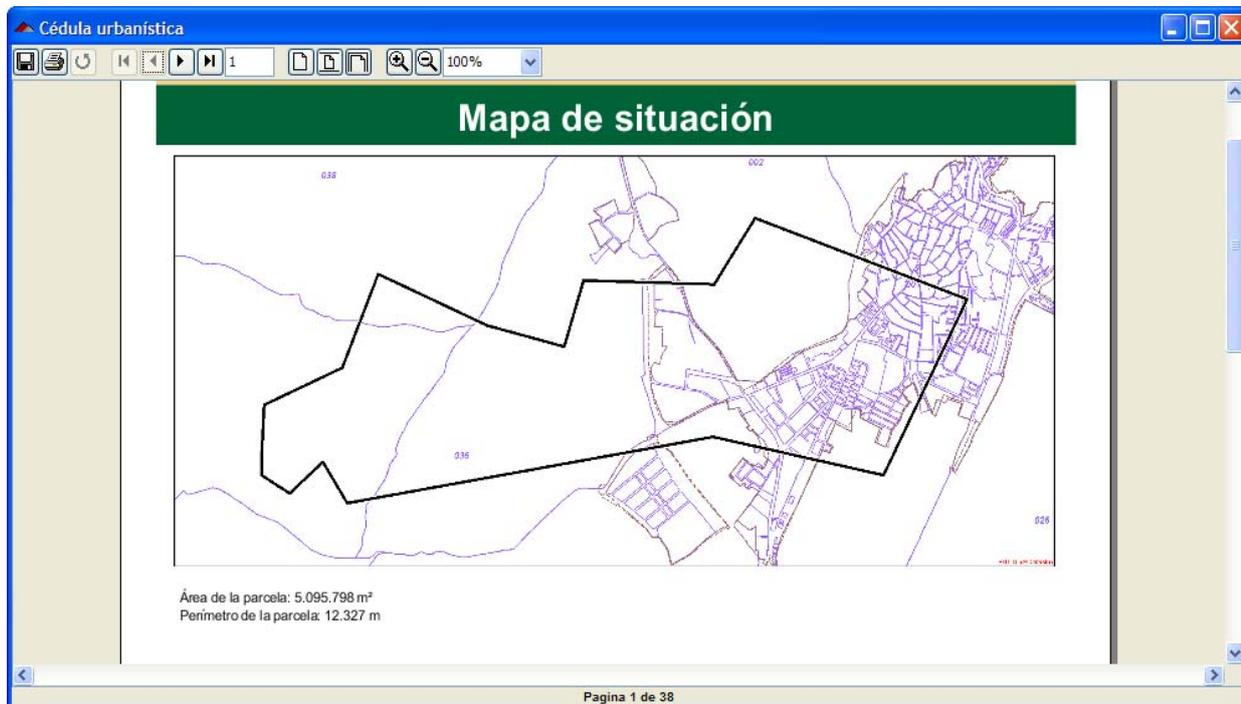 Cédula urbanística
1
100%
Mapa de situación
038
002
036
026
Área de la parcela: 5.095.798 m²
Perímetro de la parcela: 12.327 m
Pagina 1 de 38